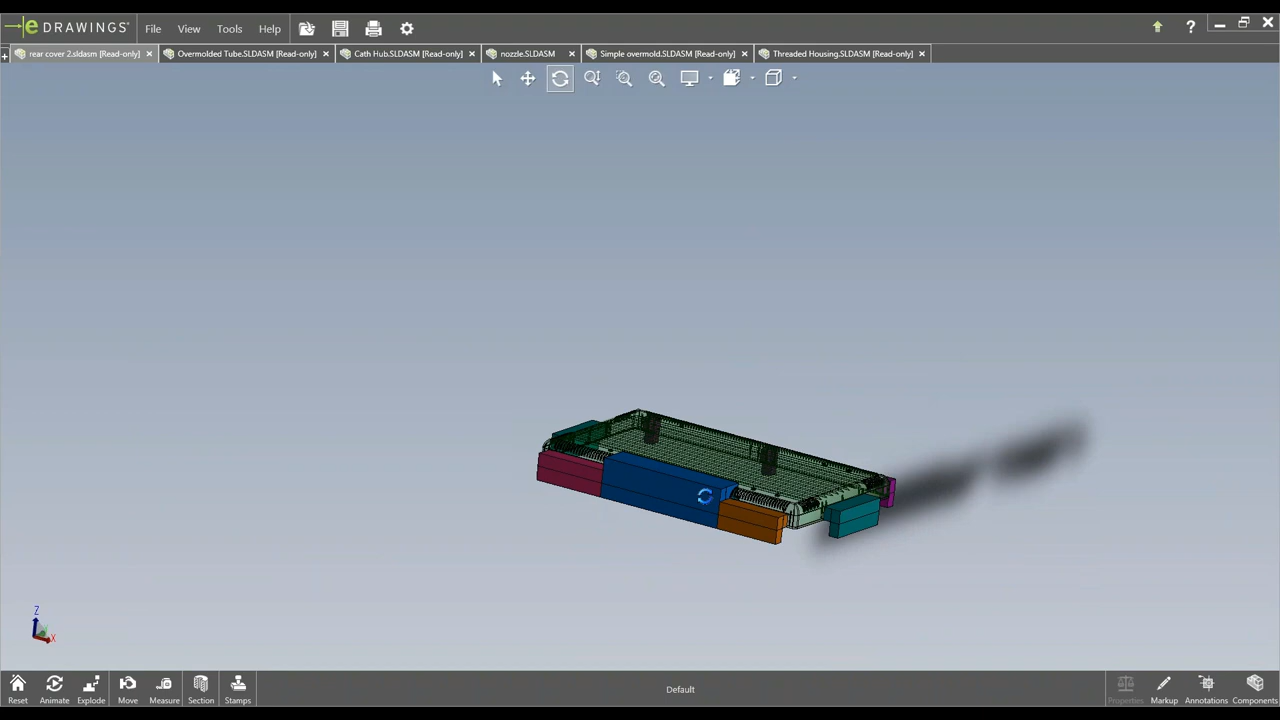 eDRAWINGS® File View Tools Help ?
rear cover 2.sldasm [Read-only] Overmolded Tube.SLDASM [Read-only] Cath Hub.SLDASM [Read-only] nozzle.SLDASM Simple overmold.SLDASM [Read-only] Threaded Housing.SLDASM [Read-only]
Z
X
Default
Reset Animate Explode Move Measure Section Stamps Properties Markup Annotations Components